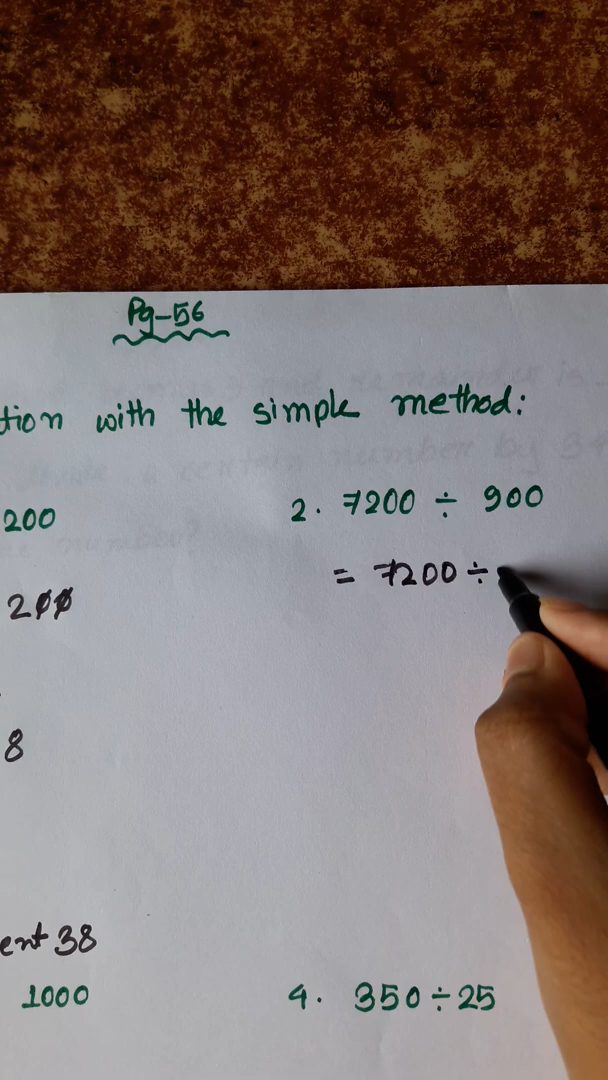 Pg-56
tion with the simple method:
200
2. 7200 ÷ 900
= 7200 ÷
200
8
ent 38
1000
4. 350 ÷ 25